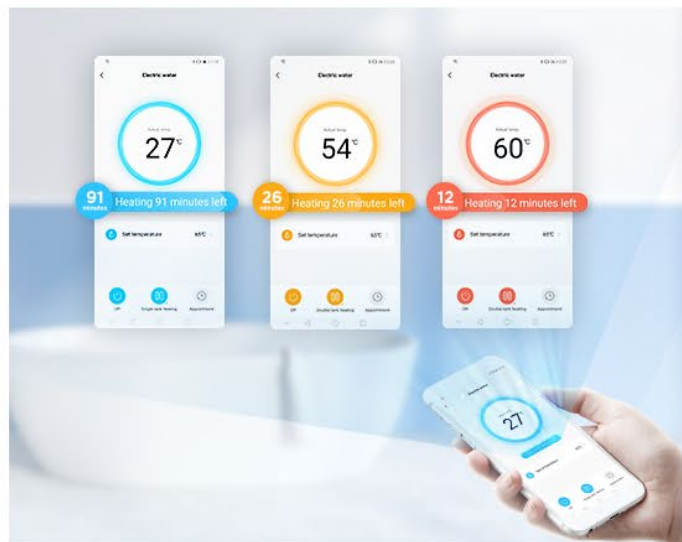 Electric water
Actual temp.
27°C
91
minutes
Heating 91 minutes left
Set temperature
65°C
Off
Single tank heating
Appointment
Electric water
Actual temp.
54°C
26
minutes
Heating 26 minutes left
Set temperature
65°C
Off
Double tank heating
Appointment
Electric water
Actual temp.
60°C
12
minutes
Heating 12 minutes left
Set temperature
65°C
Off
Double tank heating
Appointment
27°